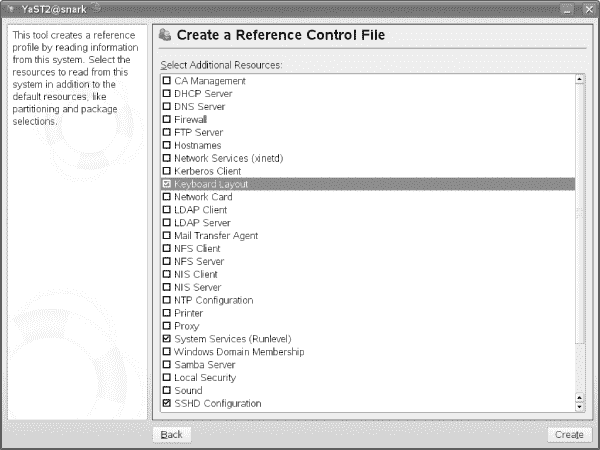 YaST2@snark
This tool creates a reference
profile by reading information
from this system. Select the
resources to read from this
system in addition to the
default resources, like
partitioning and package
selections.
Create a Reference Control File
Select Additional Resources:
CA Management
DHCP Server
DNS Server
Firewall
FTP Server
Hostnames
Network Services (xinetd)
Kerberos Client
Keyboard Layout
Network Card
LDAP Client
LDAP Server
Mail Transfer Agent
NFS Client
NFS Server
NIS Client
NIS Server
NTP Configuration
Printer
Proxy
System Services (Runlevel)
Windows Domain Membership
Samba Server
Local Security
Sound
SSHD Configuration
Back
Create